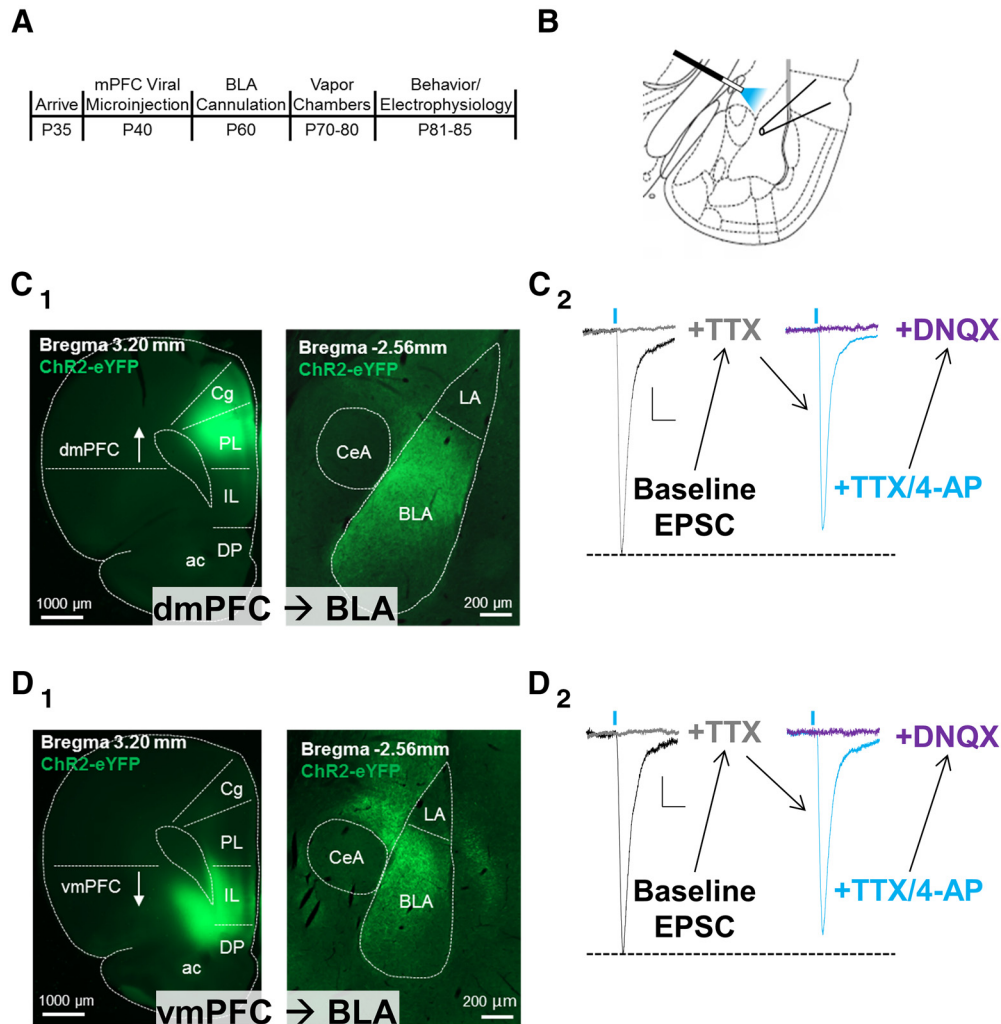 A
mPFC Viral BLA Vapor Behavior/
Arrive Microinjection Cannulation Chambers Electrophysiology
P35 P40 P60 P70-80 P81-85
B
C1
Bregma 3.20 mm
ChR2-eYFP
Cg
PL
dmPFC
IL
DP
ac
1000 µm
Bregma -2.56mm
ChR2-eYFP
LA
CeA
BLA
200 µm
dmPFC → BLA
C2
+TTX
+DNQX
Baseline
EPSC
+TTX/4-AP
D1
Bregma 3.20 mm
ChR2-eYFP
Cg
PL
vmPFC
IL
DP
ac
1000 µm
Bregma -2.56mm
ChR2-eYFP
LA
CeA
BLA
200 µm
vmPFC → BLA
D2
+TTX
+DNQX
Baseline
EPSC
+TTX/4-AP